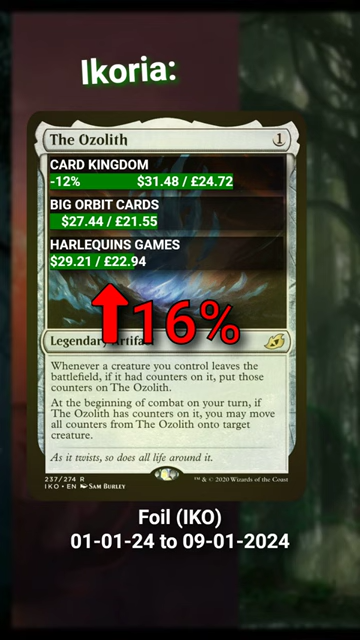 Ikoria:
The Ozolith 1
CARD KINGDOM
-12% $31.48 / £24.72
BIG ORBIT CARDS
$27.44 / £21.55
HARLEQUINS GAMES
$29.21 / £22.94
16%
Legendary Artifact
Whenever a creature you control leaves the
battlefield, if it had counters on it, put those
counters on The Ozolith.
At the beginning of combat on your turn, if
The Ozolith has counters on it, you may move
all counters from The Ozolith onto target
creature.
As it twists, so does all life around it.
237/274 R
IKO • EN SAM BURLEY
™ & © 2020 Wizards of the Coast
Foil (IKO)
01-01-24 to 09-01-2024